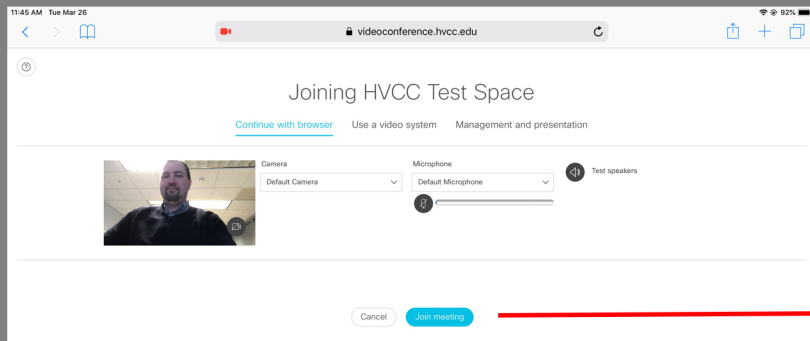 11:45 AM Tue Mar 26
92%
videoconference.hvcc.edu
Joining HVCC Test Space
Continue with browser Use a video system Management and presentation
Camera Microphone
Default Camera Default Microphone Test speakers
Cancel Join meeting